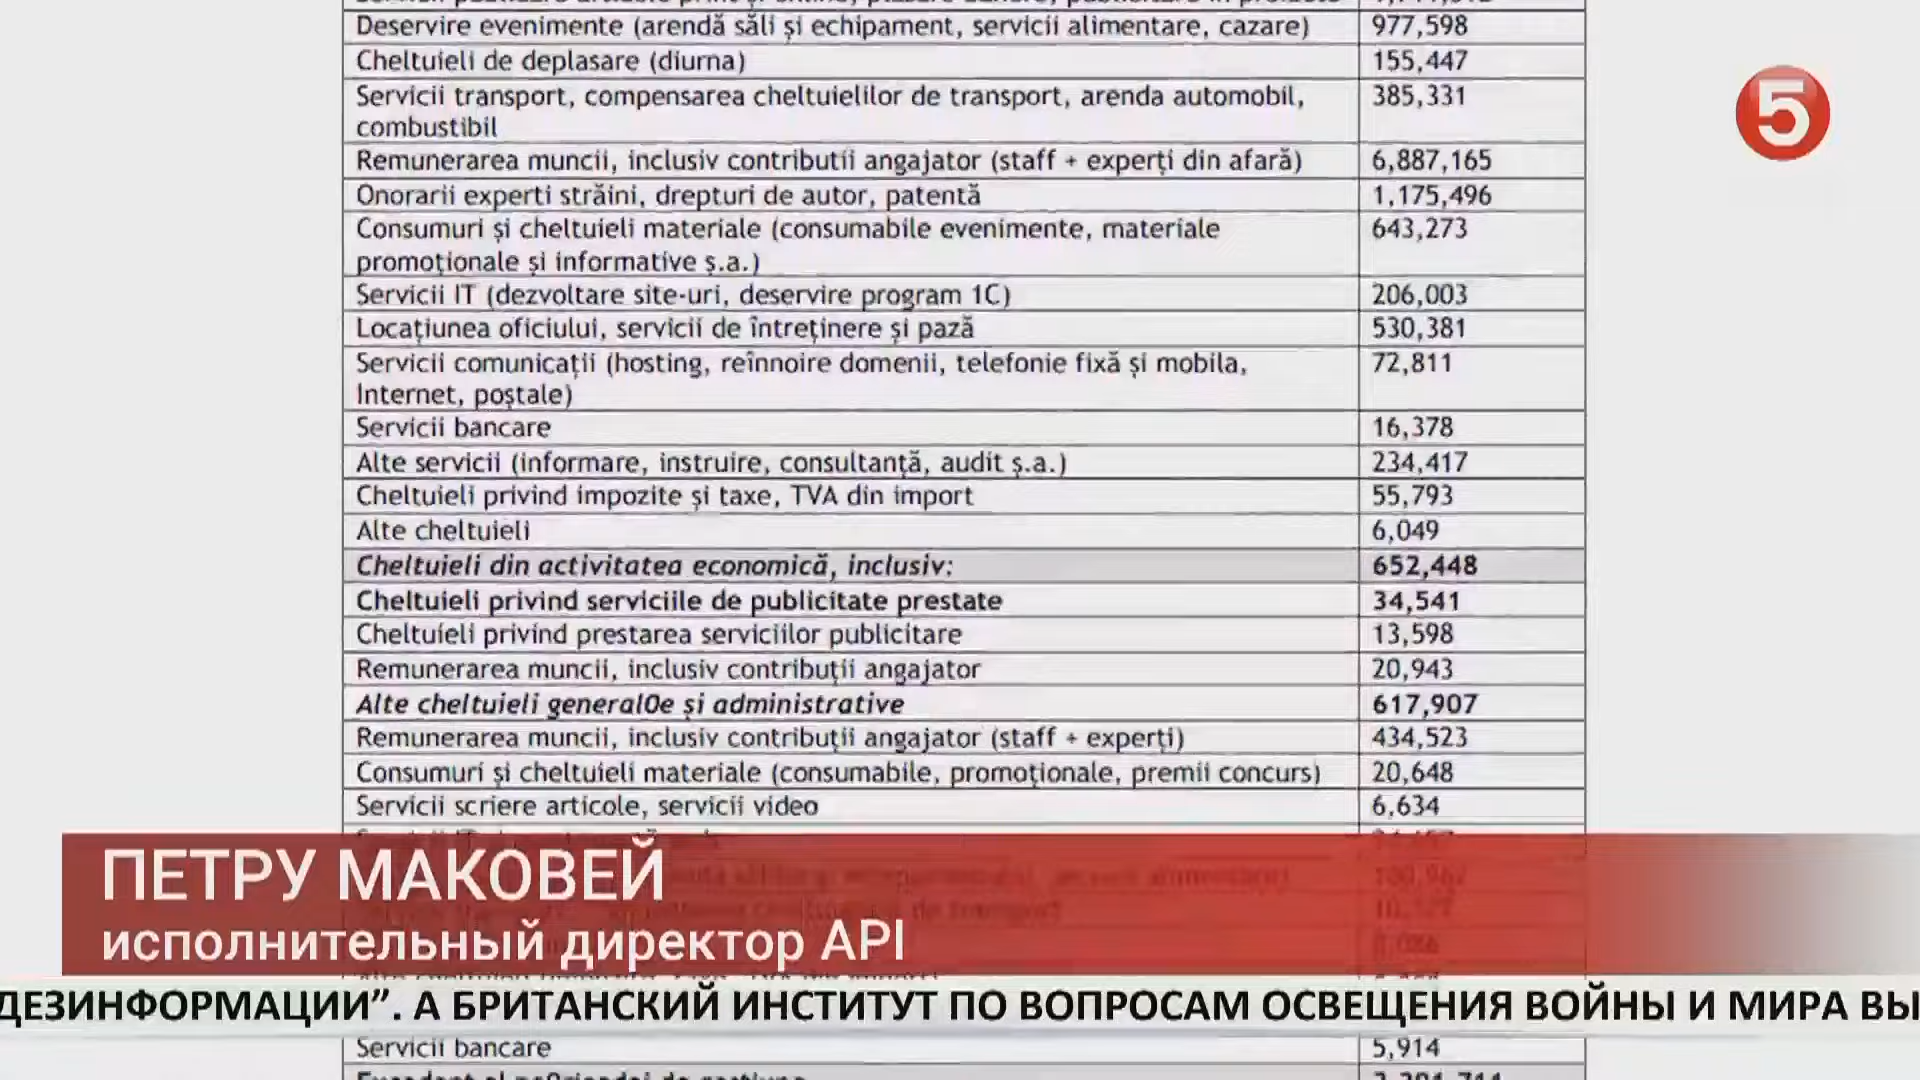 Deservire evenimente (arendă săli și echipament, servicii alimentare, cazare) 977,598
Cheltuieli de deplasare (diurna) 155,447
Servicii transport, compensarea cheltuielilor de transport, arenda automobil, 385,331
combustibil
Remunerarea muncii, inclusiv contributii angajator (staff + experți din afară) 6,887,165
Onorarii experti străini, drepturi de autor, patentă 1,175,496
Consumuri și cheltuieli materiale (consumabile evenimente, materiale 643,273
promoționale și informative ș.a.)
Servicii IT (dezvoltare site-uri, deservire program 1C) 206,003
Locațiunea oficiului, servicii de întreținere și pază 530,381
Servicii comunicații (hosting, reînnoire domenii, telefonie fixă și mobila, 72,811
Internet, poștale)
Servicii bancare 16,378
Alte servicii (informare, instruire, consultanță, audit ș.a.) 234,417
Cheltuieli privind impozite și taxe, TVA din import 55,793
Alte cheltuieli 6,049
Cheltuieli din activitatea economică, inclusiv: 652,448
Cheltuieli privind serviciile de publicitate prestate 34,541
Cheltuieli privind prestarea serviciilor publicitare 13,598
Remunerarea muncii, inclusiv contribuții angajator 20,943
Alte cheltuieli general0e și administrative 617,907
Remunerarea muncii, inclusiv contribuții angajator (staff + experți) 434,523
Consumuri și cheltuieli materiale (consumabile, promoționale, premii concurs) 20,648
Servicii scriere articole, servicii video 6,634
5
ПЕТРУ МАКОВЕЙ
исполнительный директор API
ДЕЗИНФОРМАЦИИ”. А БРИТАНСКИЙ ИНСТИТУТ ПО ВОПРОСАМ ОСВЕЩЕНИЯ ВОЙНЫ И МИРА ВЫ
Servicii bancare 5,914